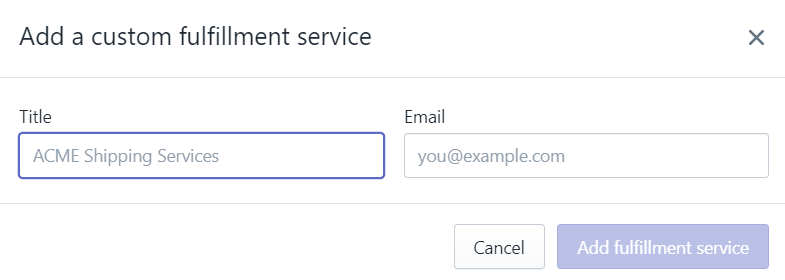 Add a custom fulfillment service
Title
Email
ACME Shipping Services
you@example.com
Cancel
Add fulfillment service